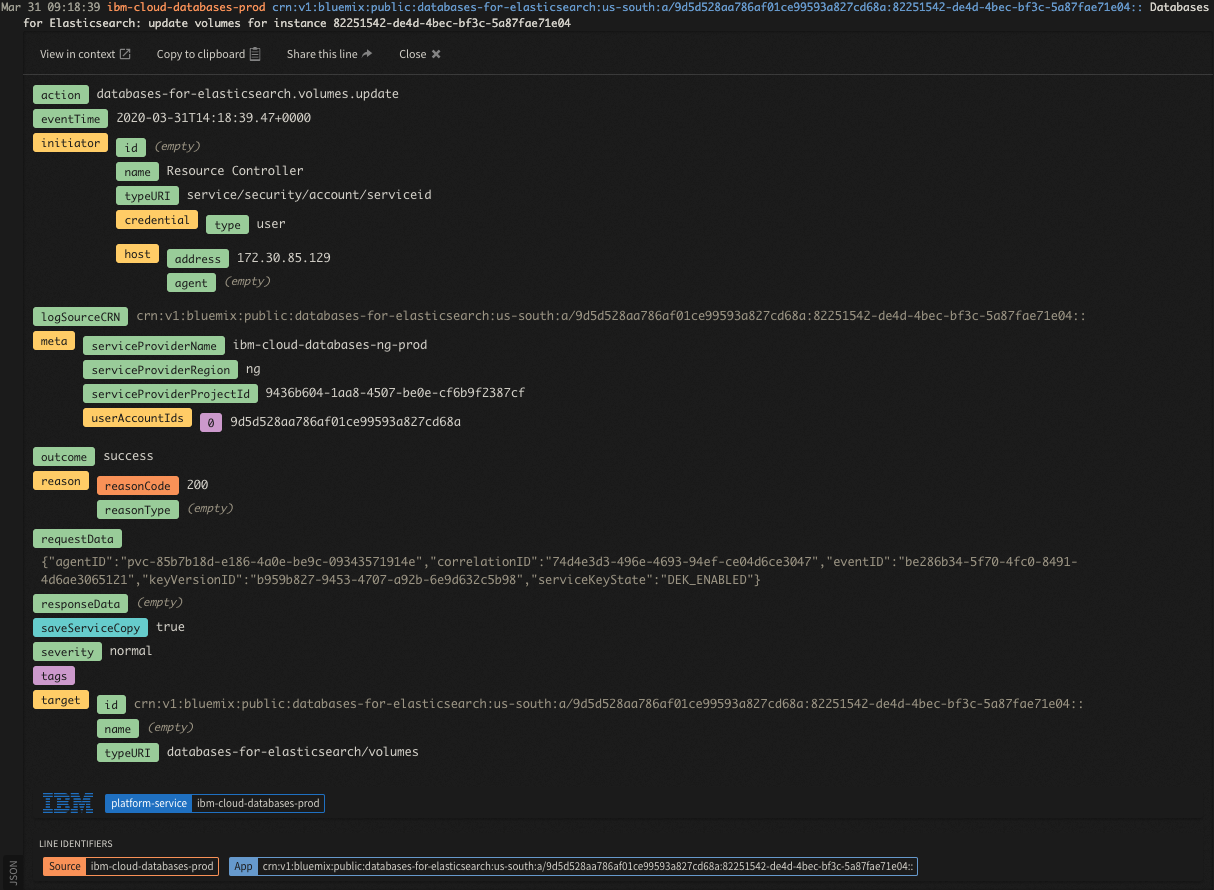 Mar 31 09:18:39 ibm-cloud-databases-prod crn:v1:bluemix:public:databases-for-elasticsearch:us-south:a/9d5d528aa786af01ce99593a827cd68a:82251542-de4d-4bec-bf3c-5a87fae71e04:: Databases
for Elasticsearch: update volumes for instance 82251542-de4d-4bec-bf3c-5a87fae71e04
View in context Copy to clipboard Share this line Close
action databases-for-elasticsearch.volumes.update
eventTime 2020-03-31T14:18:39.47+0000
initiator id (empty)
name Resource Controller
typeURI service/security/account/serviceid
credential type user
host address 172.30.85.129
agent (empty)
logSourceCRN crn:v1:bluemix:public:databases-for-elasticsearch:us-south:a/9d5d528aa786af01ce99593a827cd68a:82251542-de4d-4bec-bf3c-5a87fae71e04::
meta serviceProviderName ibm-cloud-databases-ng-prod
serviceProviderRegion ng
serviceProviderProjectId 9436b604-1aa8-4507-be0e-cf6b9f2387cf
userAccountIds 0 9d5d528aa786af01ce99593a827cd68a
outcome success
reason reasonCode 200
reasonType (empty)
requestData
{"agentID":"pvc-85b7b18d-e186-4a0e-be9c-09343571914e","correlationID":"74d4e3d3-496e-4693-94ef-ce04d6ce3047","eventID":"be286b34-5f70-4fc0-8491-
4d6ae3065121","keyVersionID":"b959b827-9453-4707-a92b-6e9d632c5b98","serviceKeyState":"DEK_ENABLED"}
responseData (empty)
saveServiceCopy true
severity normal
tags
target id crn:v1:bluemix:public:databases-for-elasticsearch:us-south:a/9d5d528aa786af01ce99593a827cd68a:82251542-de4d-4bec-bf3c-5a87fae71e04::
name (empty)
typeURI databases-for-elasticsearch/volumes
IBM platform-service ibm-cloud-databases-prod
LINE IDENTIFIERS
Source ibm-cloud-databases-prod App crn:v1:bluemix:public:databases-for-elasticsearch:us-south:a/9d5d528aa786af01ce99593a827cd68a:82251542-de4d-4bec-bf3c-5a87fae71e04::
JSON